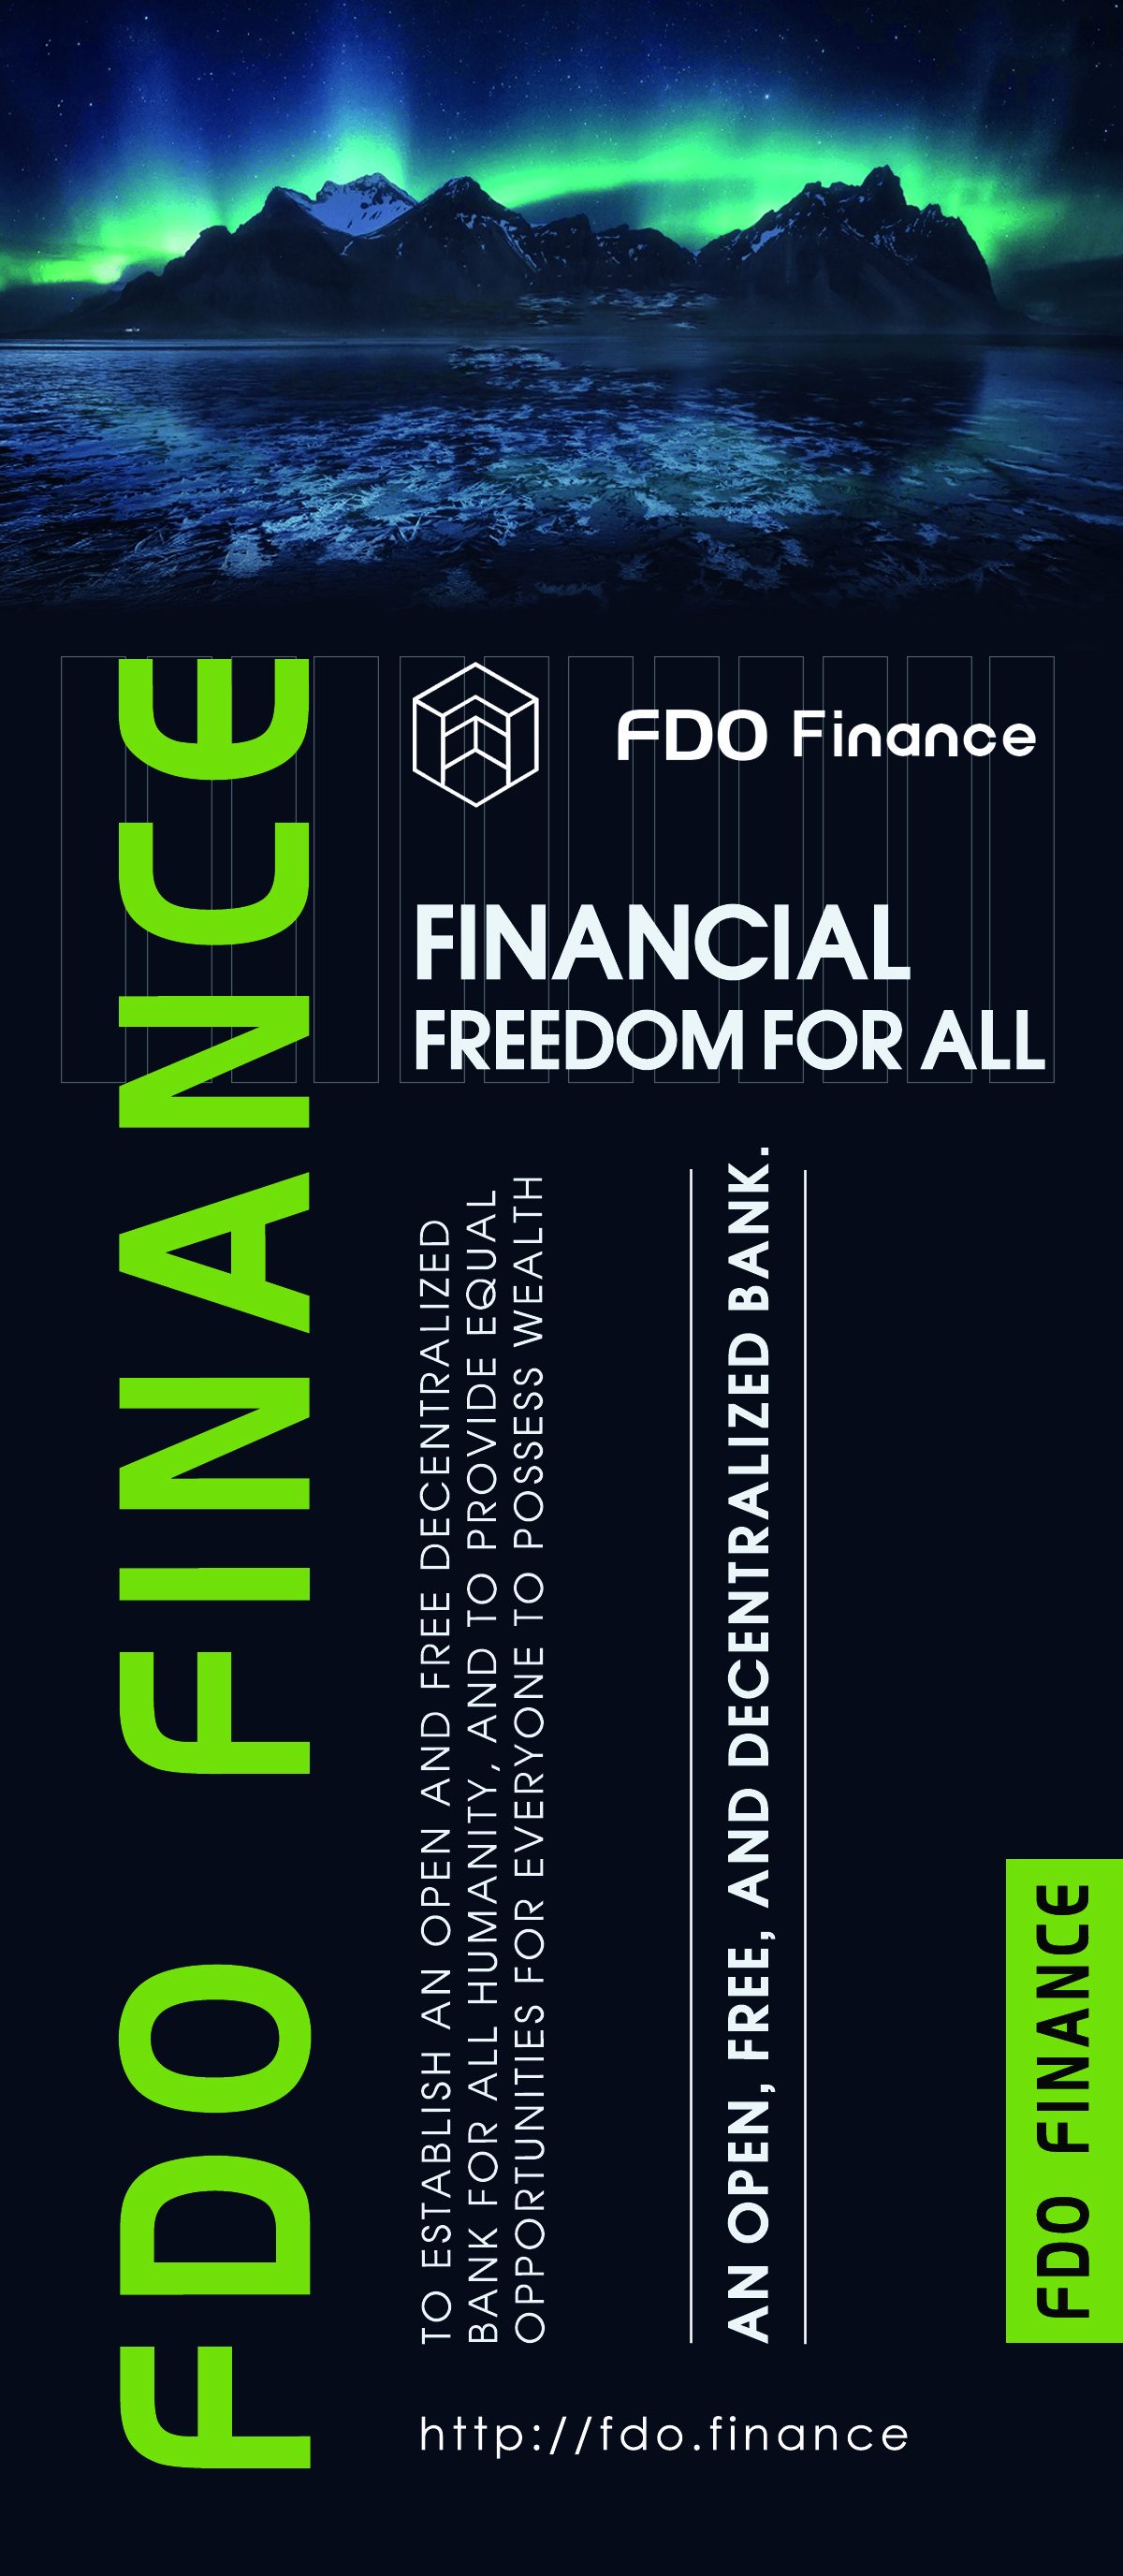 FDO FINANCE
FDO Finance
FINANCIAL
FREEDOM FOR ALL
TO ESTABLISH AN OPEN AND FREE DECENTRALIZED
BANK FOR ALL HUMANITY, AND TO PROVIDE EQUAL
OPPORTUNITIES FOR EVERYONE TO POSSESS WEALTH
AN OPEN, FREE, AND DECENTRALIZED BANK.
FDO FINANCE
http://fdo.finance